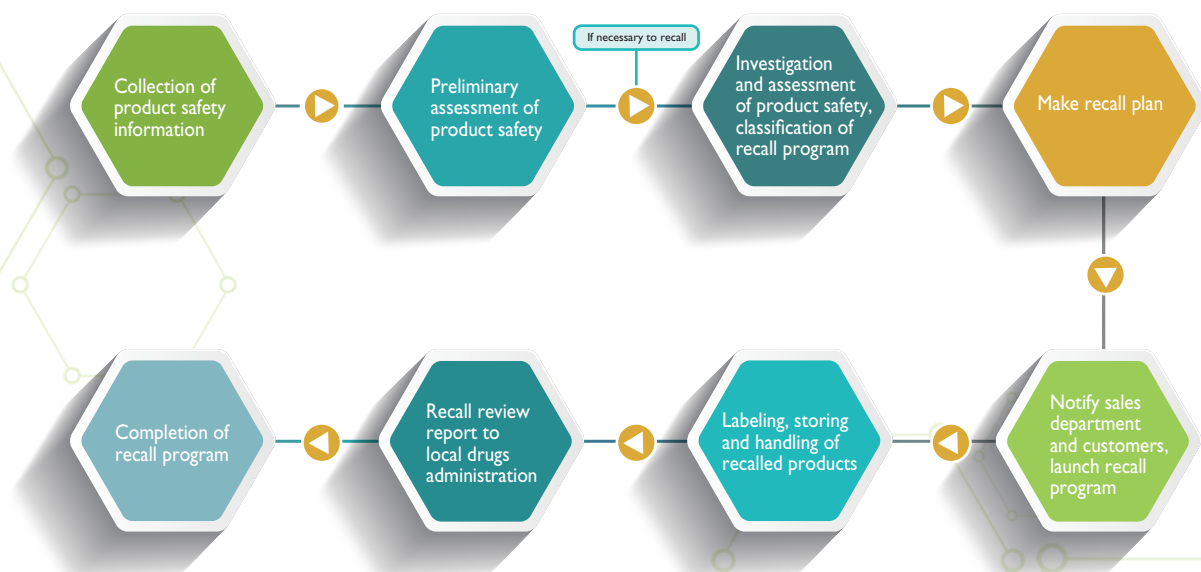 Collection of
product safety
information
Preliminary
assessment of
product safety
If necessary to recall
Investigation
and assessment
of product safety,
classification of
recall program
Make recall plan
Notify sales
department
and customers,
launch recall
program
Labeling, storing
and handling of
recalled products
Recall review
report to
local drugs
administration
Completion of
recall program